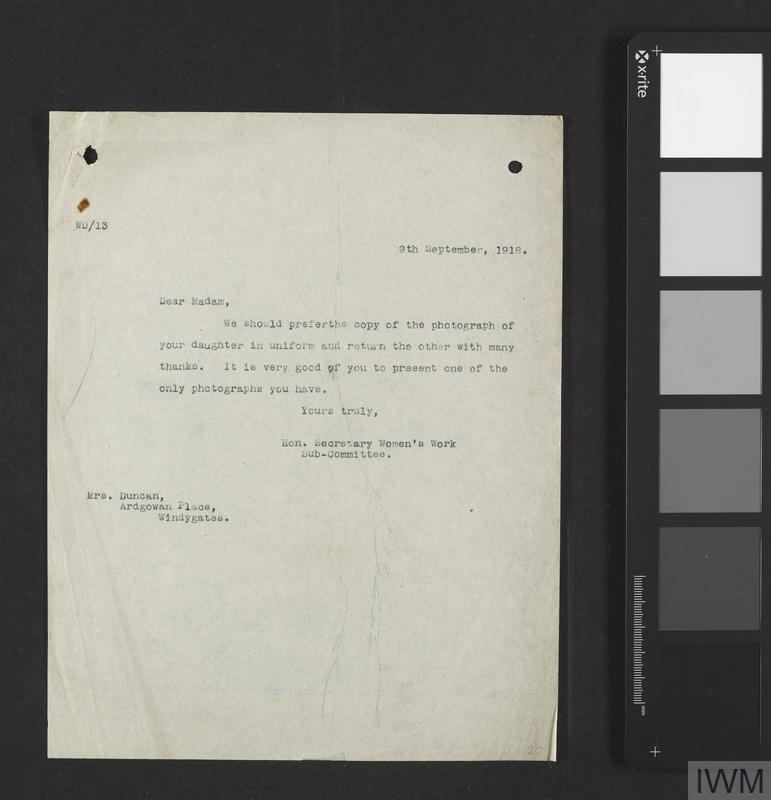 WD/13
9th September, 1918.
Dear Madam,
We should preferthe copy of the photograph of
your daughter in uniform and return the other with many
thanks. It is very good of you to present one of the
only photographs you have.
Yours truly,
Hon. Secretary Women's Work
Sub-Committee.
Mrs. Duncan,
Ardgowan Place,
Windygates.
20
x-rite
mm
IWM